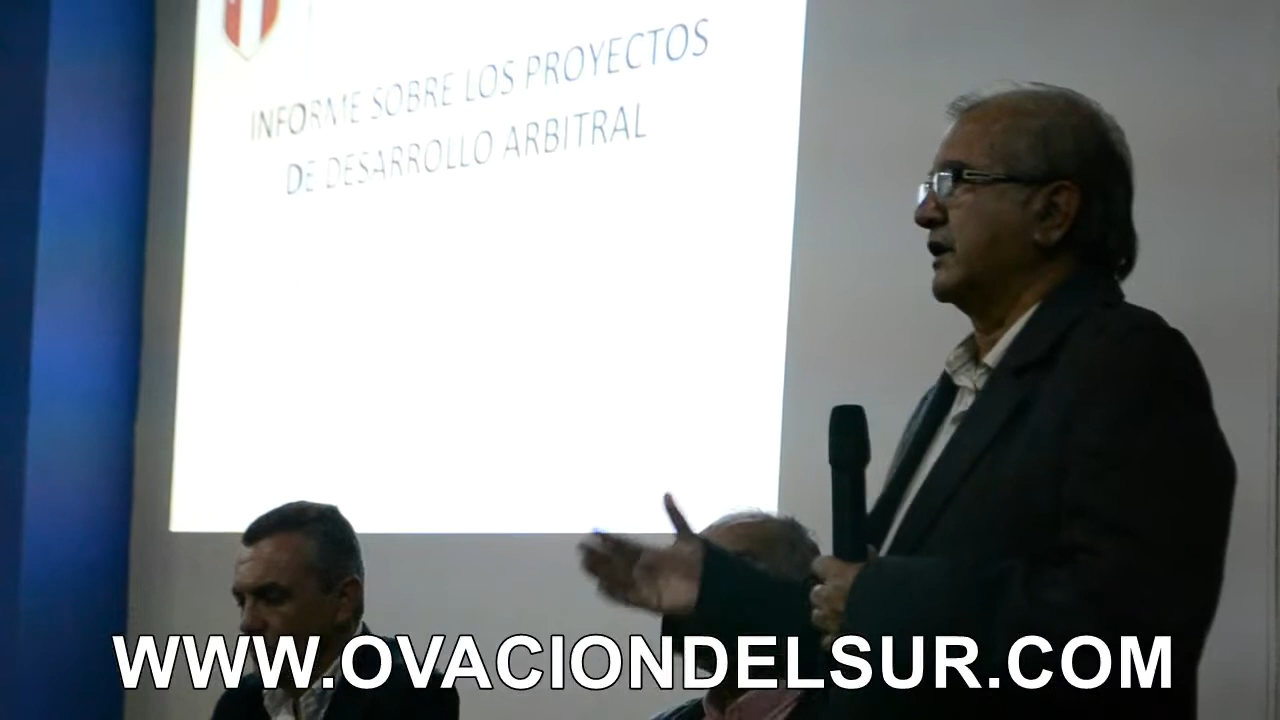 INFORME SOBRE LOS PROYECTOS
DE DESARROLLO ARBITRAL
WWW.OVACIONDELSUR.COM